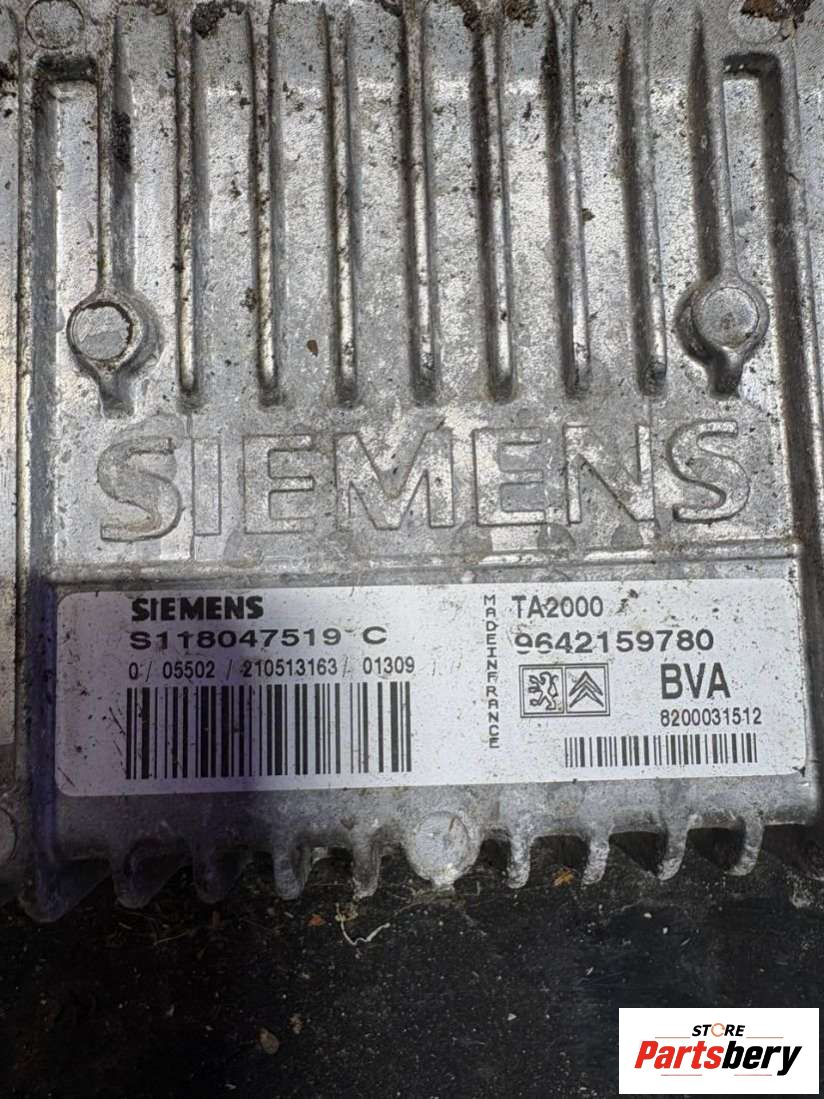 SIEMENS
SIEMENS
S118047519 C
0 / 05502 / 210513163 / 01309
MADE IN FRANCE
TA2000
9642159780
BVA
8200031512
STORE
Partsbery